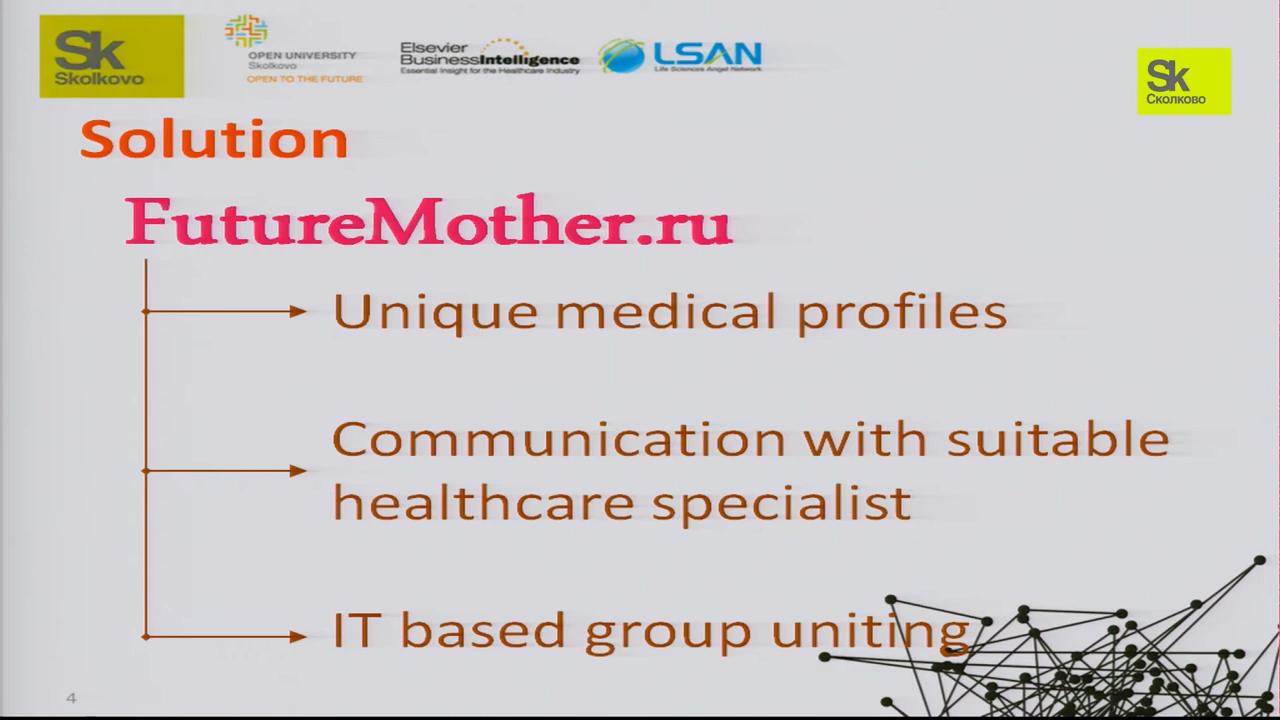 Sk
Skolkovo
OPEN UNIVERSITY
Skolkovo
OPEN TO THE FUTURE
Elsevier
BusinessIntelligence
Essential Insight for the Healthcare Industry
LSAN
Life Sciences Angel Network
Sk
Сколково
Solution
FutureMother.ru
Unique medical profiles
Communication with suitable
healthcare specialist
IT based group uniting
4